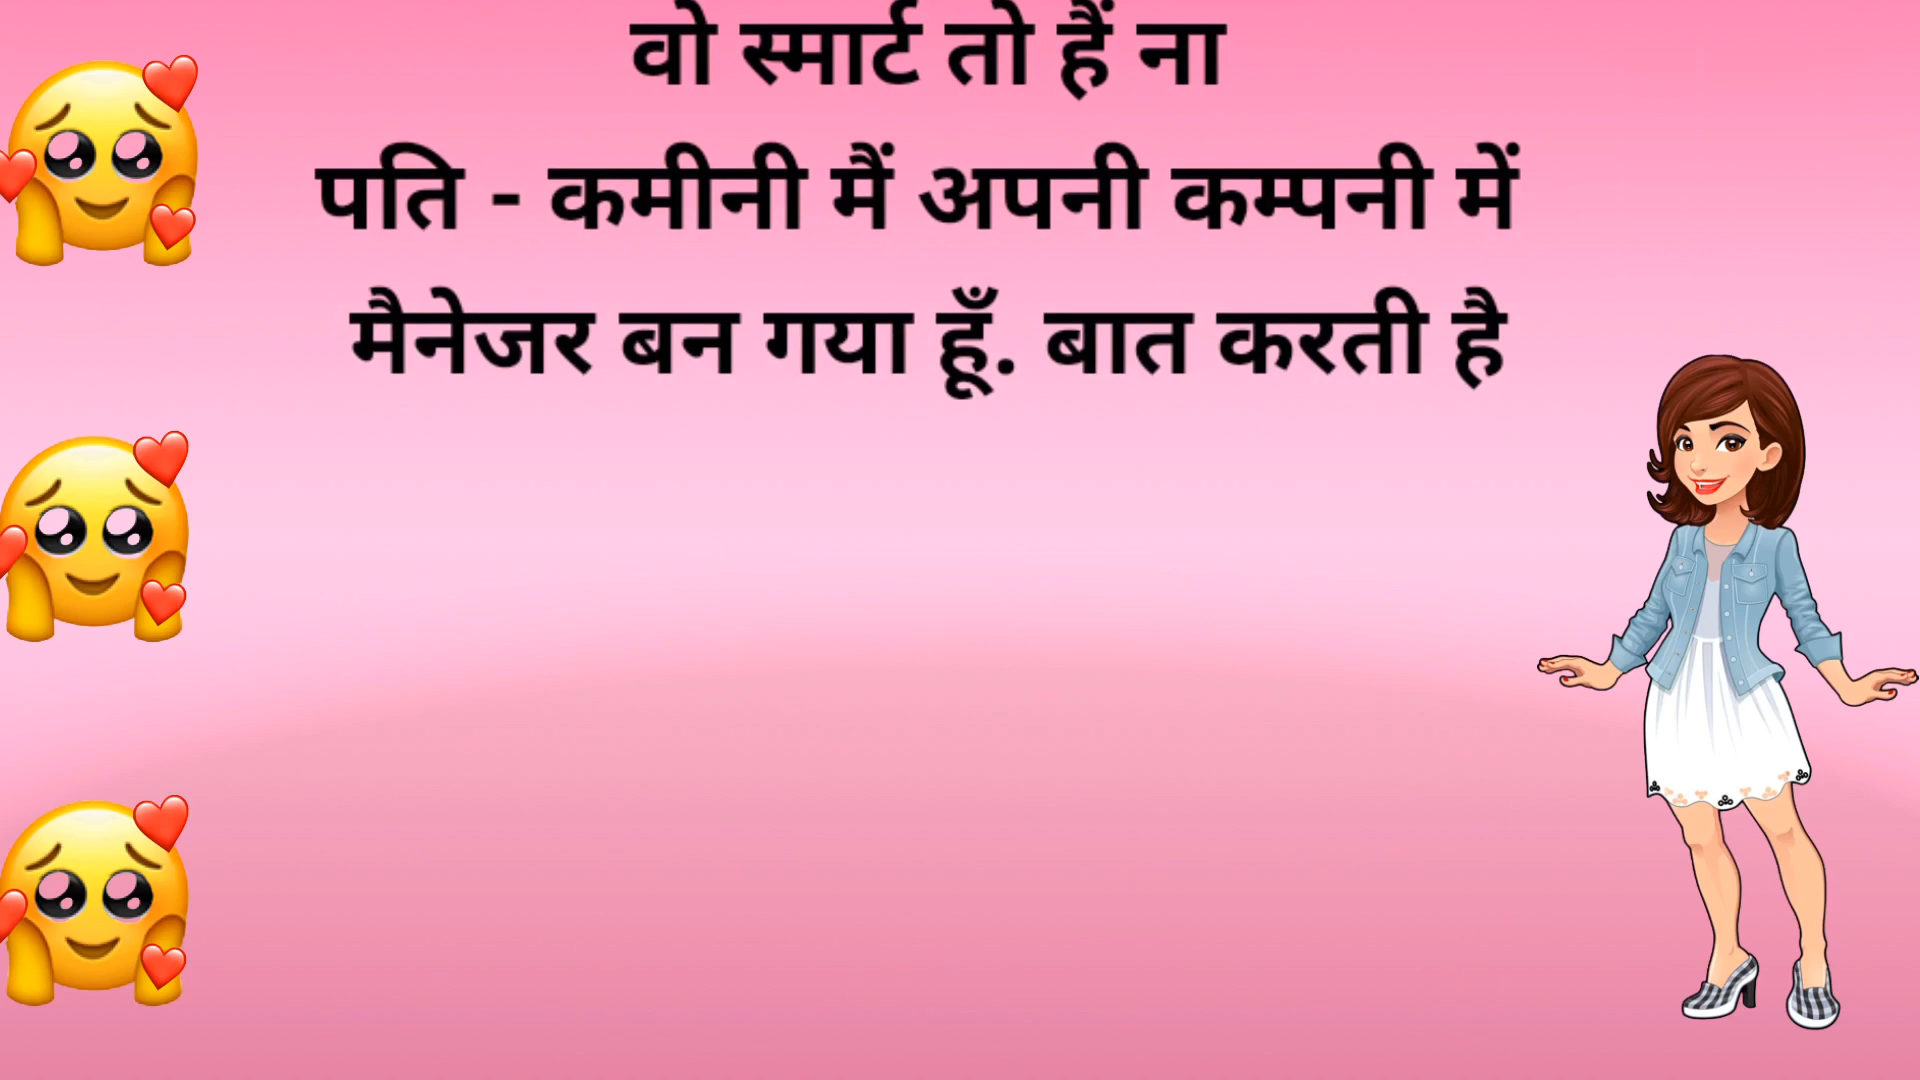 वो स्मार्ट तो हैं ना
पति - कमीनी मैं अपनी कम्पनी में
मैनेजर बन गया हूँ. बात करती है